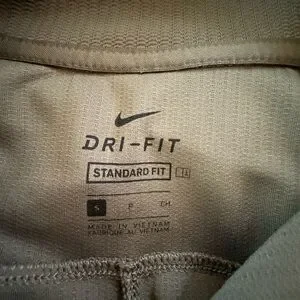 DRI-FIT
STANDARD FIT
S P CH
MADE IN VIETNAM
FABRIQUÉ AU VIETNAM